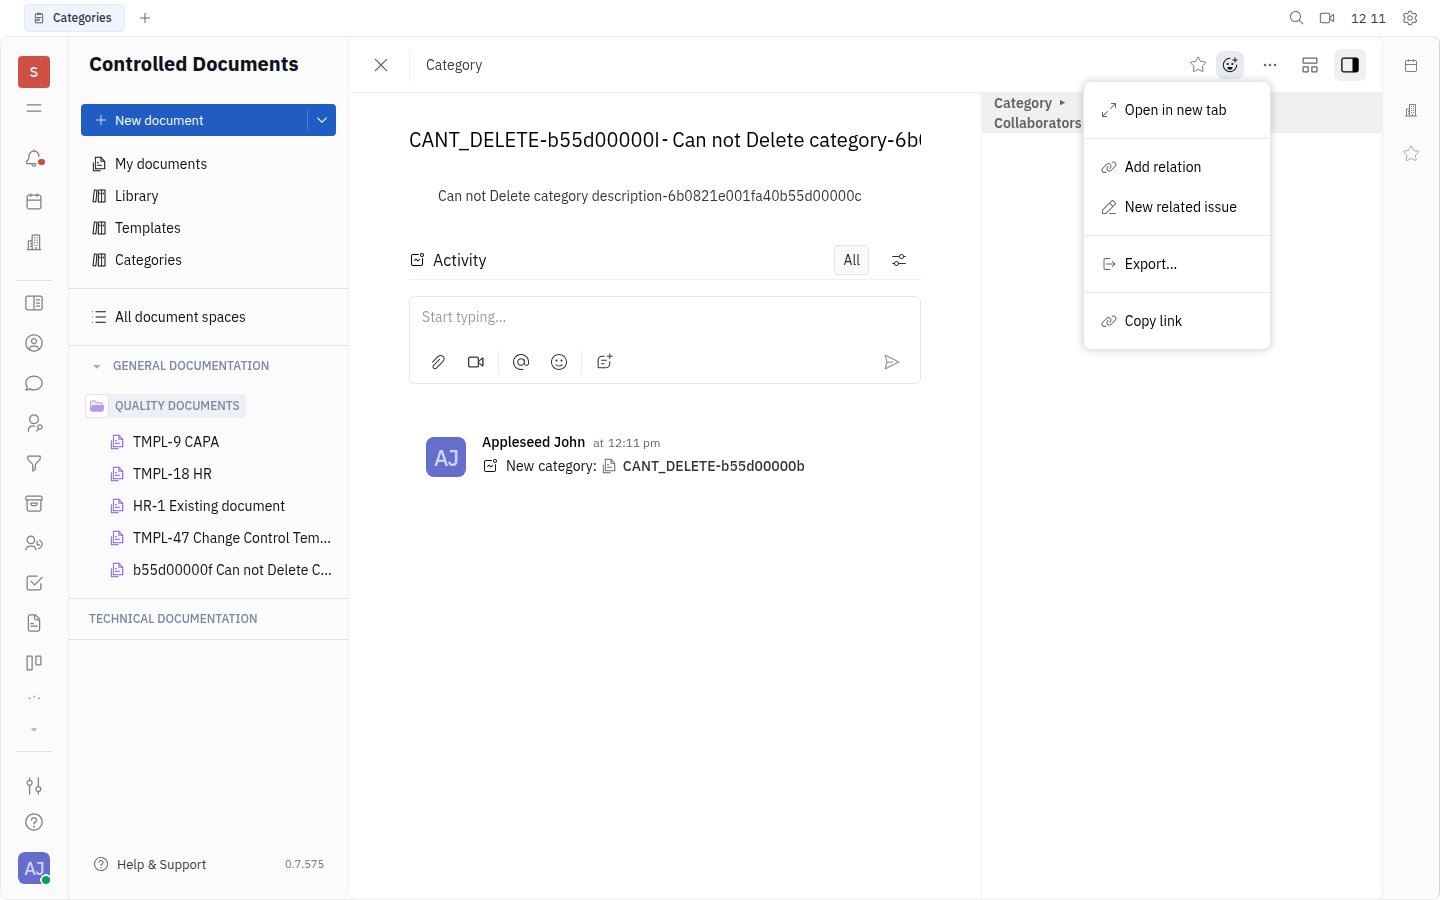 Categories
12 11
S
Controlled Documents
New document
My documents
Library
Templates
Categories
All document spaces
GENERAL DOCUMENTATION
QUALITY DOCUMENTS
TMPL-9 CAPA
TMPL-18 HR
HR-1 Existing document
TMPL-47 Change Control Tem...
b55d00000f Can not Delete C...
TECHNICAL DOCUMENTATION
Help & Support
0.7.575
AJ
Category
CANT_DELETE-b55d00000l - Can not Delete category-6b
Can not Delete category description-6b0821e001fa40b55d00000c
Activity
All
Start typing...
AJ
Appleseed John at 12:11 pm
New category: CANT_DELETE-b55d00000b
Category
Collaborators
Open in new tab
Add relation
New related issue
Export...
Copy link